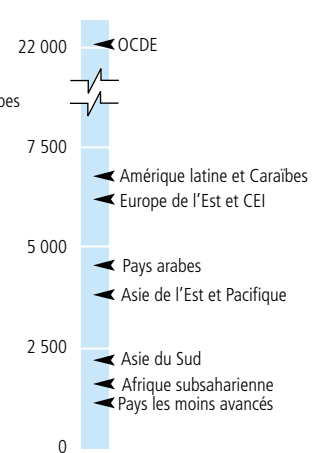 22 000
OCDE
bes
7 500
Amérique latine et Caraïbes
Europe de l'Est et CEI
5 000
Pays arabes
Asie de l'Est et Pacifique
2 500
Asie du Sud
Afrique subsaharienne
Pays les moins avancés
0